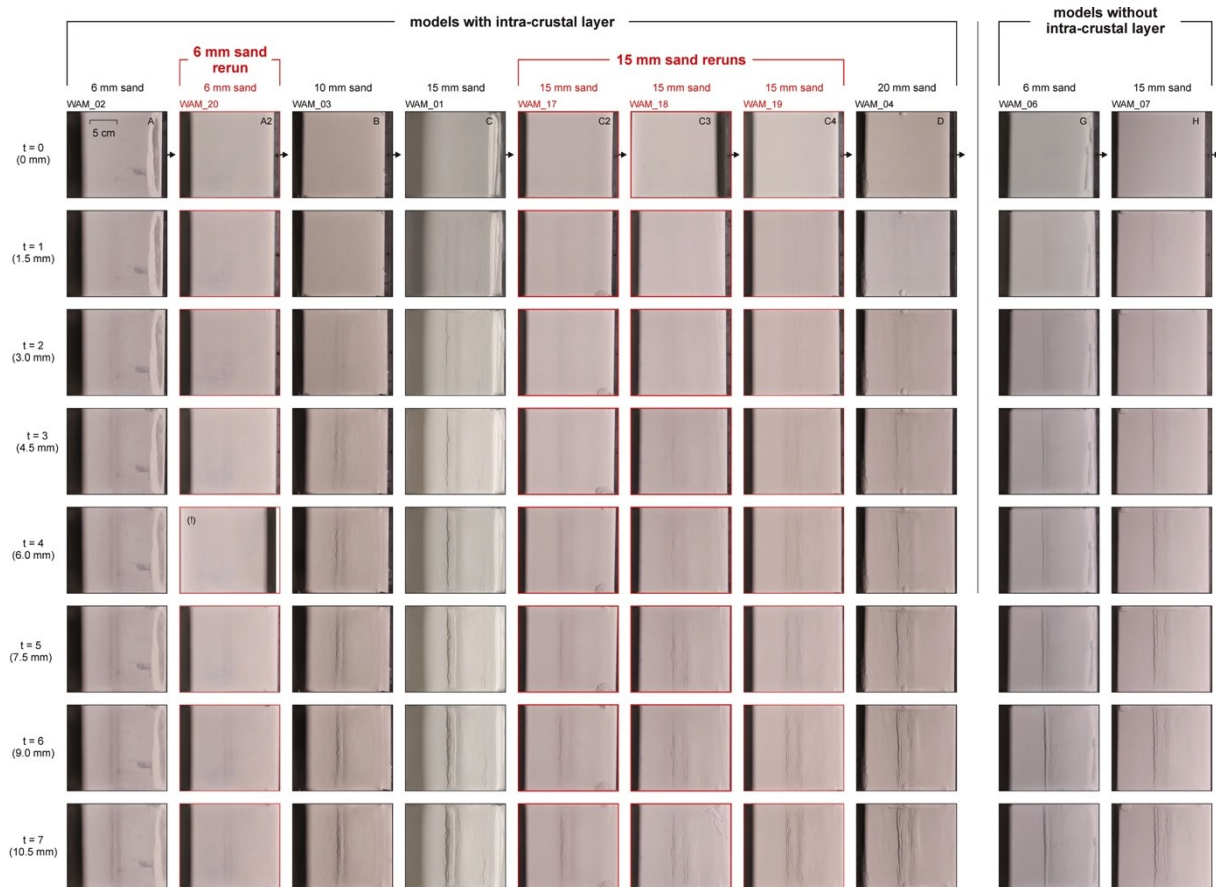 models with intra-crustal layer
models without
intra-crustal layer
6 mm sand
rerun
15 mm sand reruns
6 mm sand
6 mm sand
10 mm sand
15 mm sand
15 mm sand
15 mm sand
15 mm sand
20 mm sand
6 mm sand
15 mm sand
WAM_02
WAM_20
WAM_03
WAM_01
WAM_17
WAM_18
WAM_19
WAM_04
WAM_06
WAM_07
A
A2
B
C
C2
C3
C4
D
G
H
5 cm
t = 0
(0 mm)
t = 1
(1.5 mm)
t = 2
(3.0 mm)
t = 3
(4.5 mm)
t = 4
(6.0 mm)
(!)
t = 5
(7.5 mm)
t = 6
(9.0 mm)
t = 7
(10.5 mm)